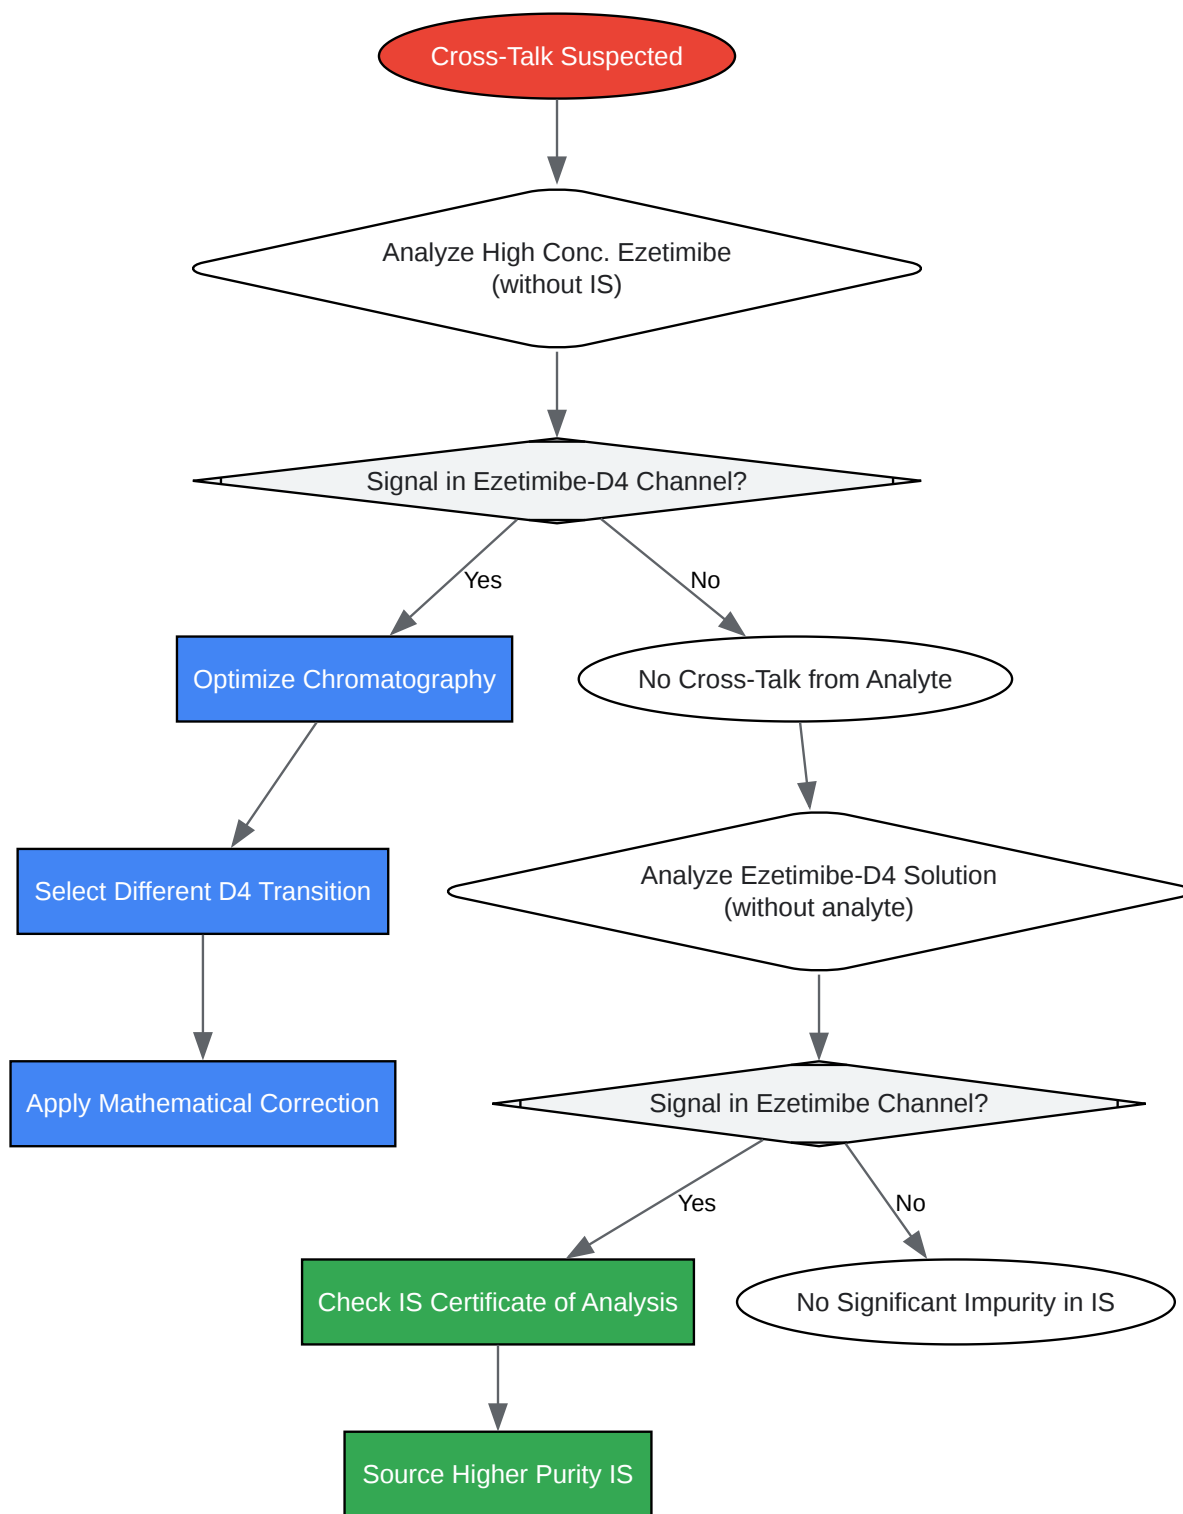 Cross-Talk Suspected
Analyze High Conc. Ezetimibe
(without IS)
Signal in Ezetimibe-D4 Channel?
Yes
No
Optimize Chromatography
No Cross-Talk from Analyte
Select Different D4 Transition
Analyze Ezetimibe-D4 Solution
(without analyte)
Apply Mathematical Correction
Signal in Ezetimibe Channel?
Yes
No
Check IS Certificate of Analysis
No Significant Impurity in IS
Source Higher Purity IS